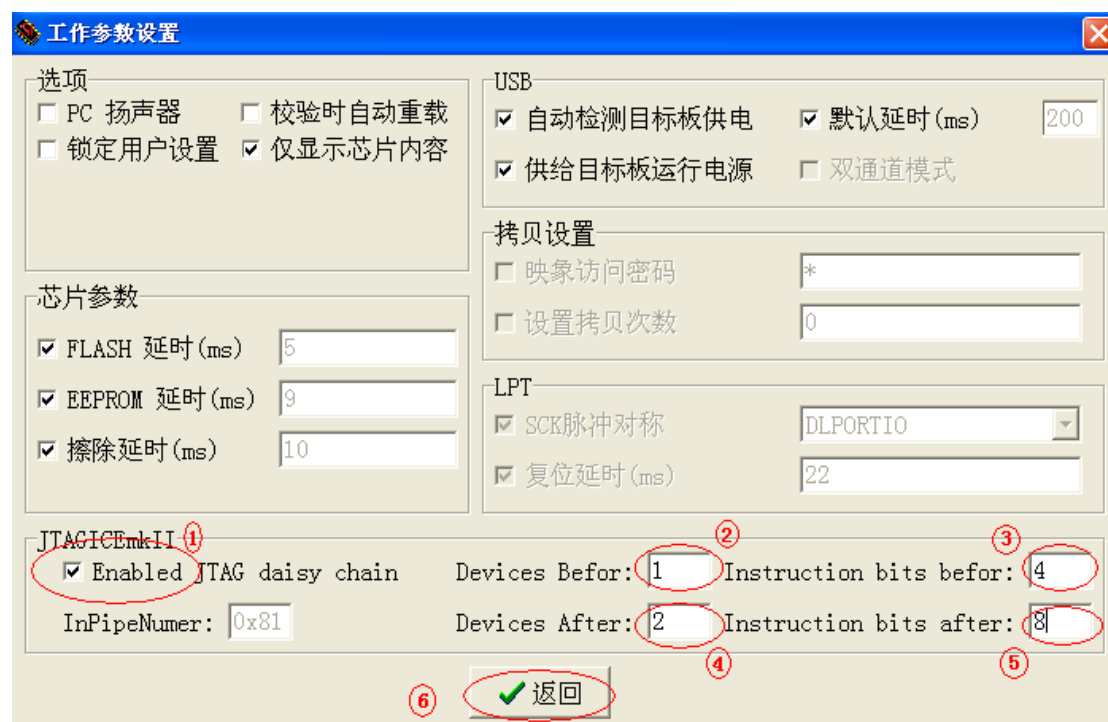 工作参数设置
选项
PC 扬声器 校验时自动重载
锁定用户设置 仅显示芯片内容
USB
自动检测目标板供电 默认延时(ms) 200
供给目标板运行电源 双通道模式
拷贝设置
映象访问密码 *
设置拷贝次数 0
芯片参数
FLASH 延时(ms) 5
EEPROM 延时(ms) 9
擦除延时(ms) 10
LPT
SCK脉冲对称 DLPORTIO
复位延时(ms) 22
JTAGICEmkII ① ② ③
Enabled JTAG daisy chain Devices Befor: 1 Instruction bits befor: 4
InPipeNumer: 0x81 Devices After: 2 Instruction bits after: 8
④ ⑤
⑥ 返回